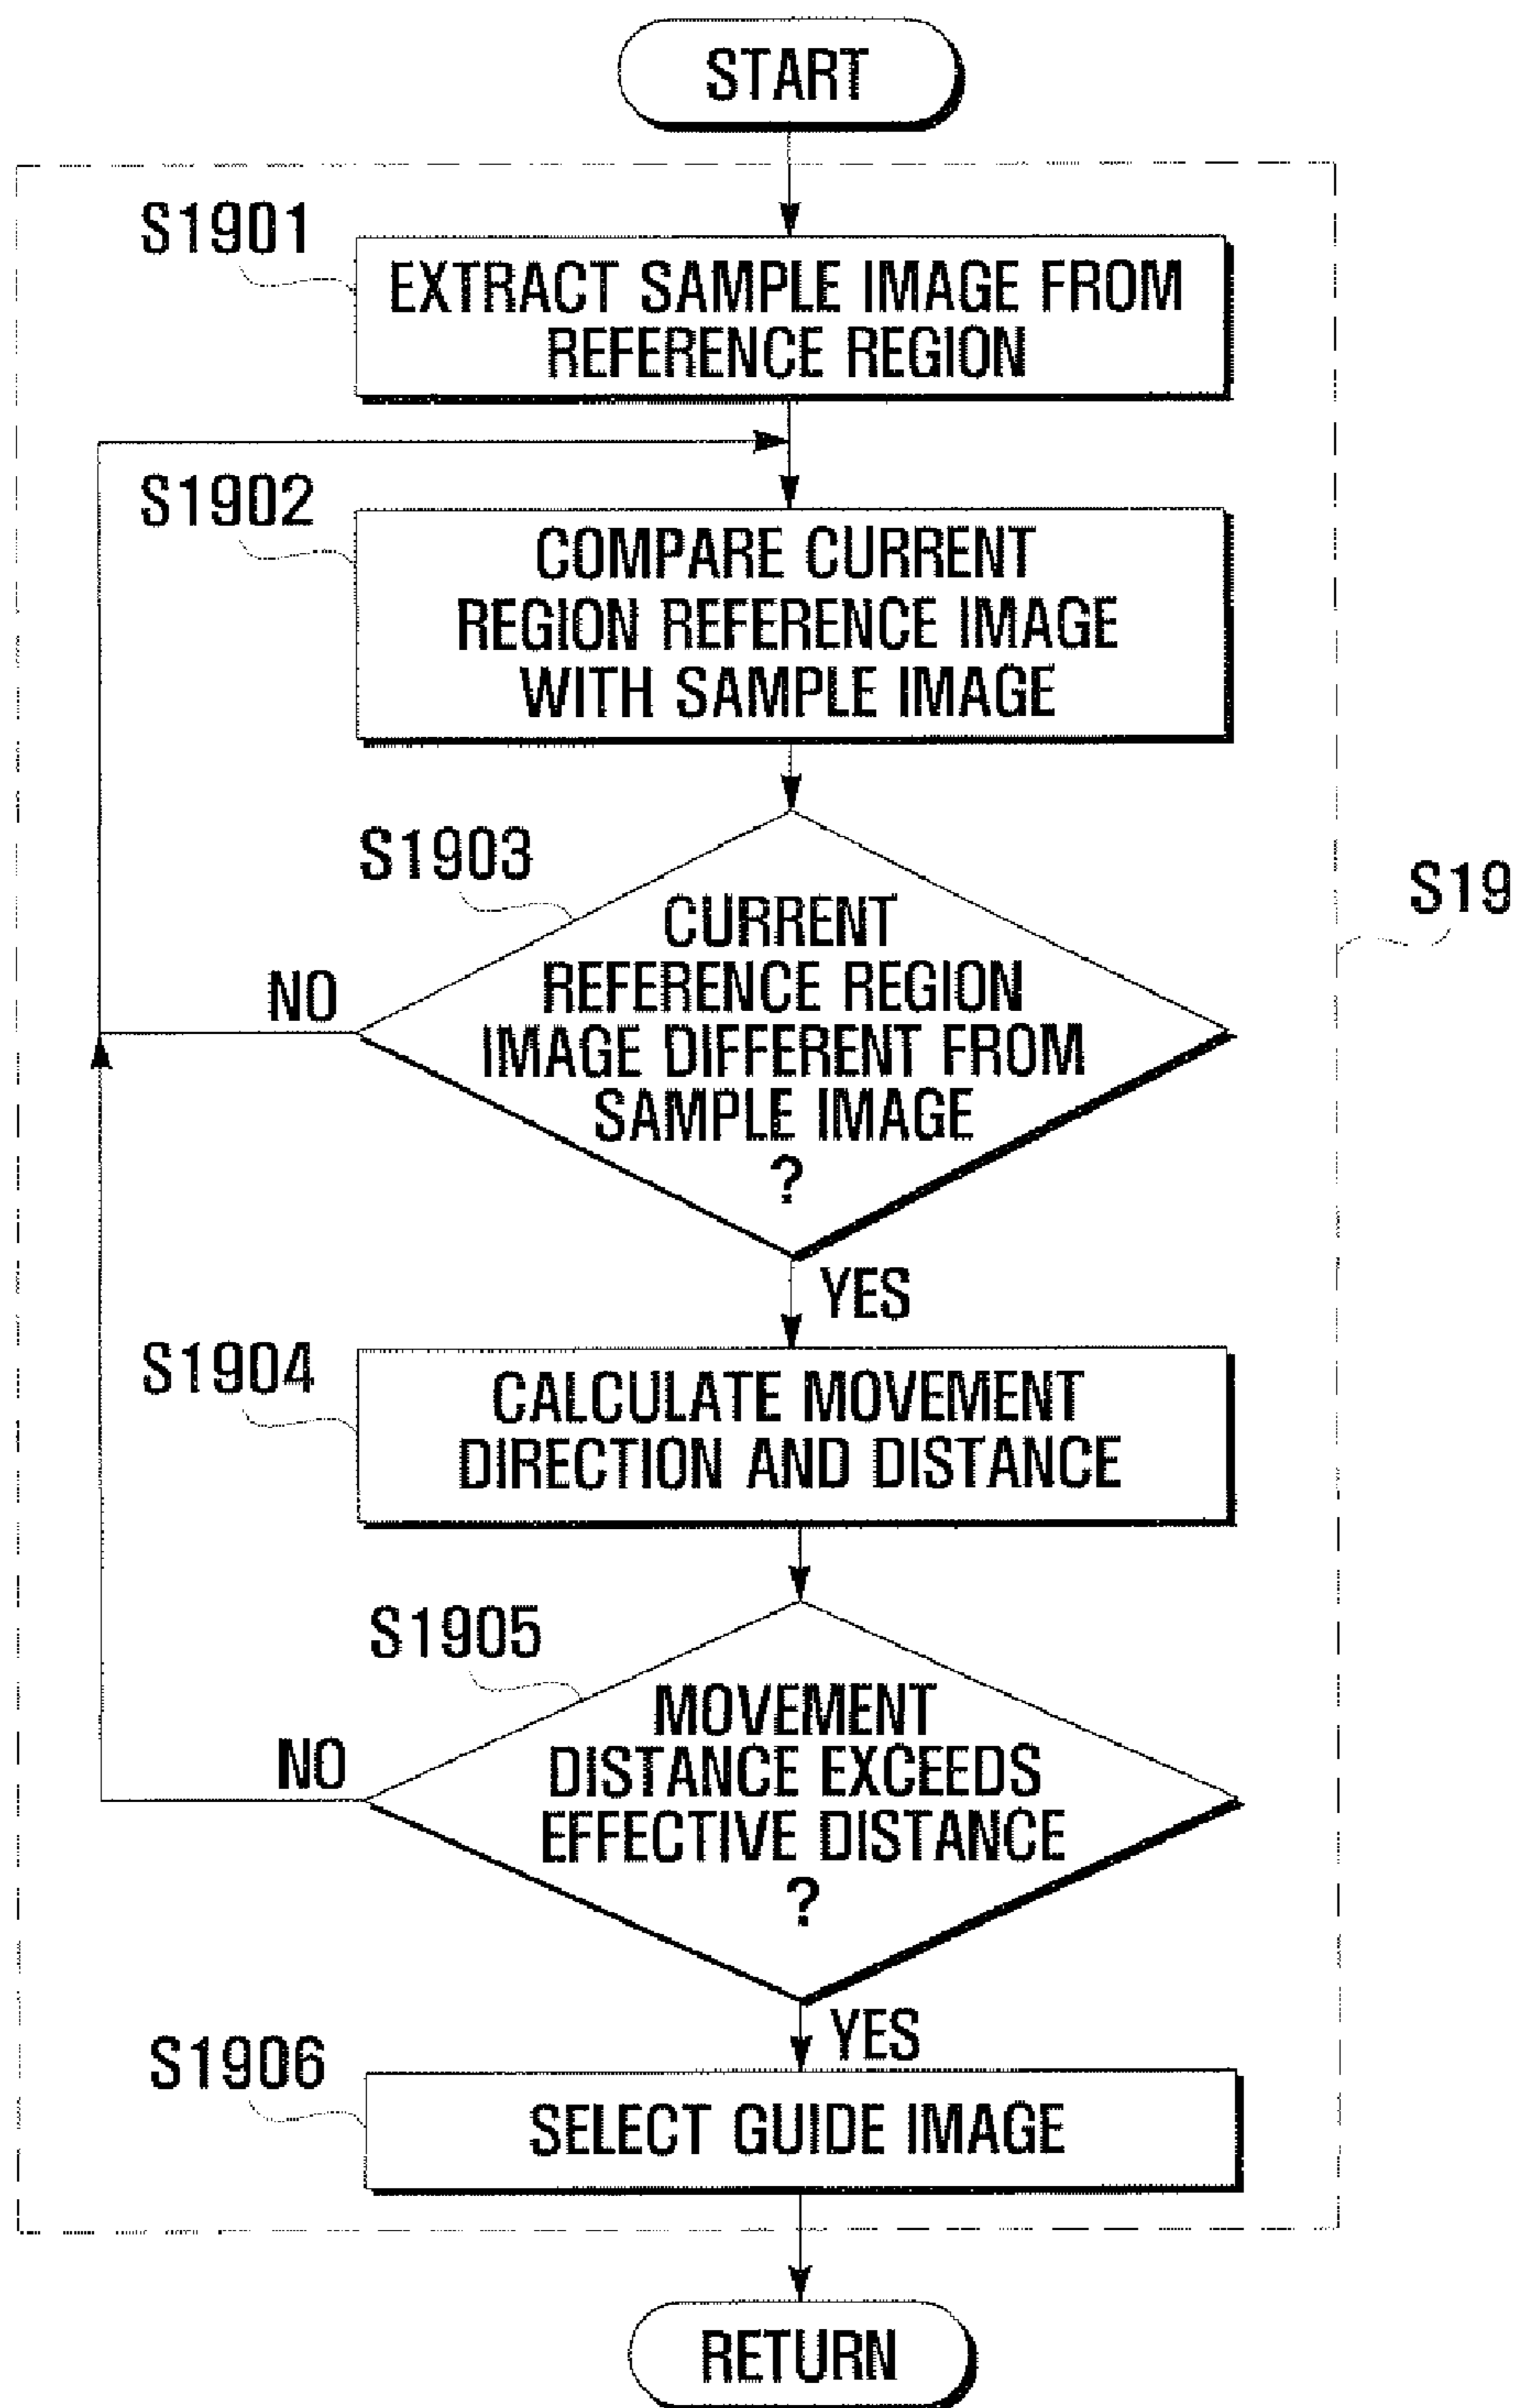 START
S1901
EXTRACT SAMPLE IMAGE FROM
REFERENCE REGION
S1902
COMPARE CURRENT
REGION REFERENCE IMAGE
WITH SAMPLE IMAGE
S1903
CURRENT
REFERENCE REGION
IMAGE DIFFERENT FROM
SAMPLE IMAGE
?
NO
S19
YES
S1904
CALCULATE MOVEMENT
DIRECTION AND DISTANCE
S1905
MOVEMENT
DISTANCE EXCEEDS
EFFECTIVE DISTANCE
?
NO
YES
S1906
SELECT GUIDE IMAGE
RETURN